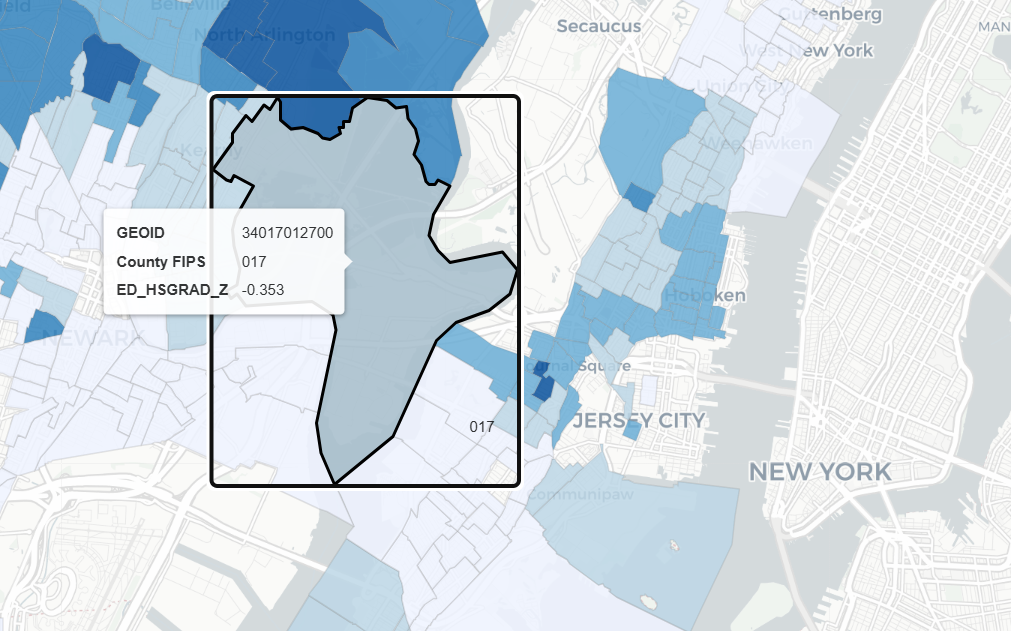 Belleville
North Arlington
Secaucus
Guttenberg
MAN
West New York
Union City
Weehawken
Kearny
GEOID 34017012700
County FIPS 017
ED_HSGRAD_Z -0.353
Hoboken
NEWARK
Journal Square
017
JERSEY CITY
NEW YORK
Communipaw